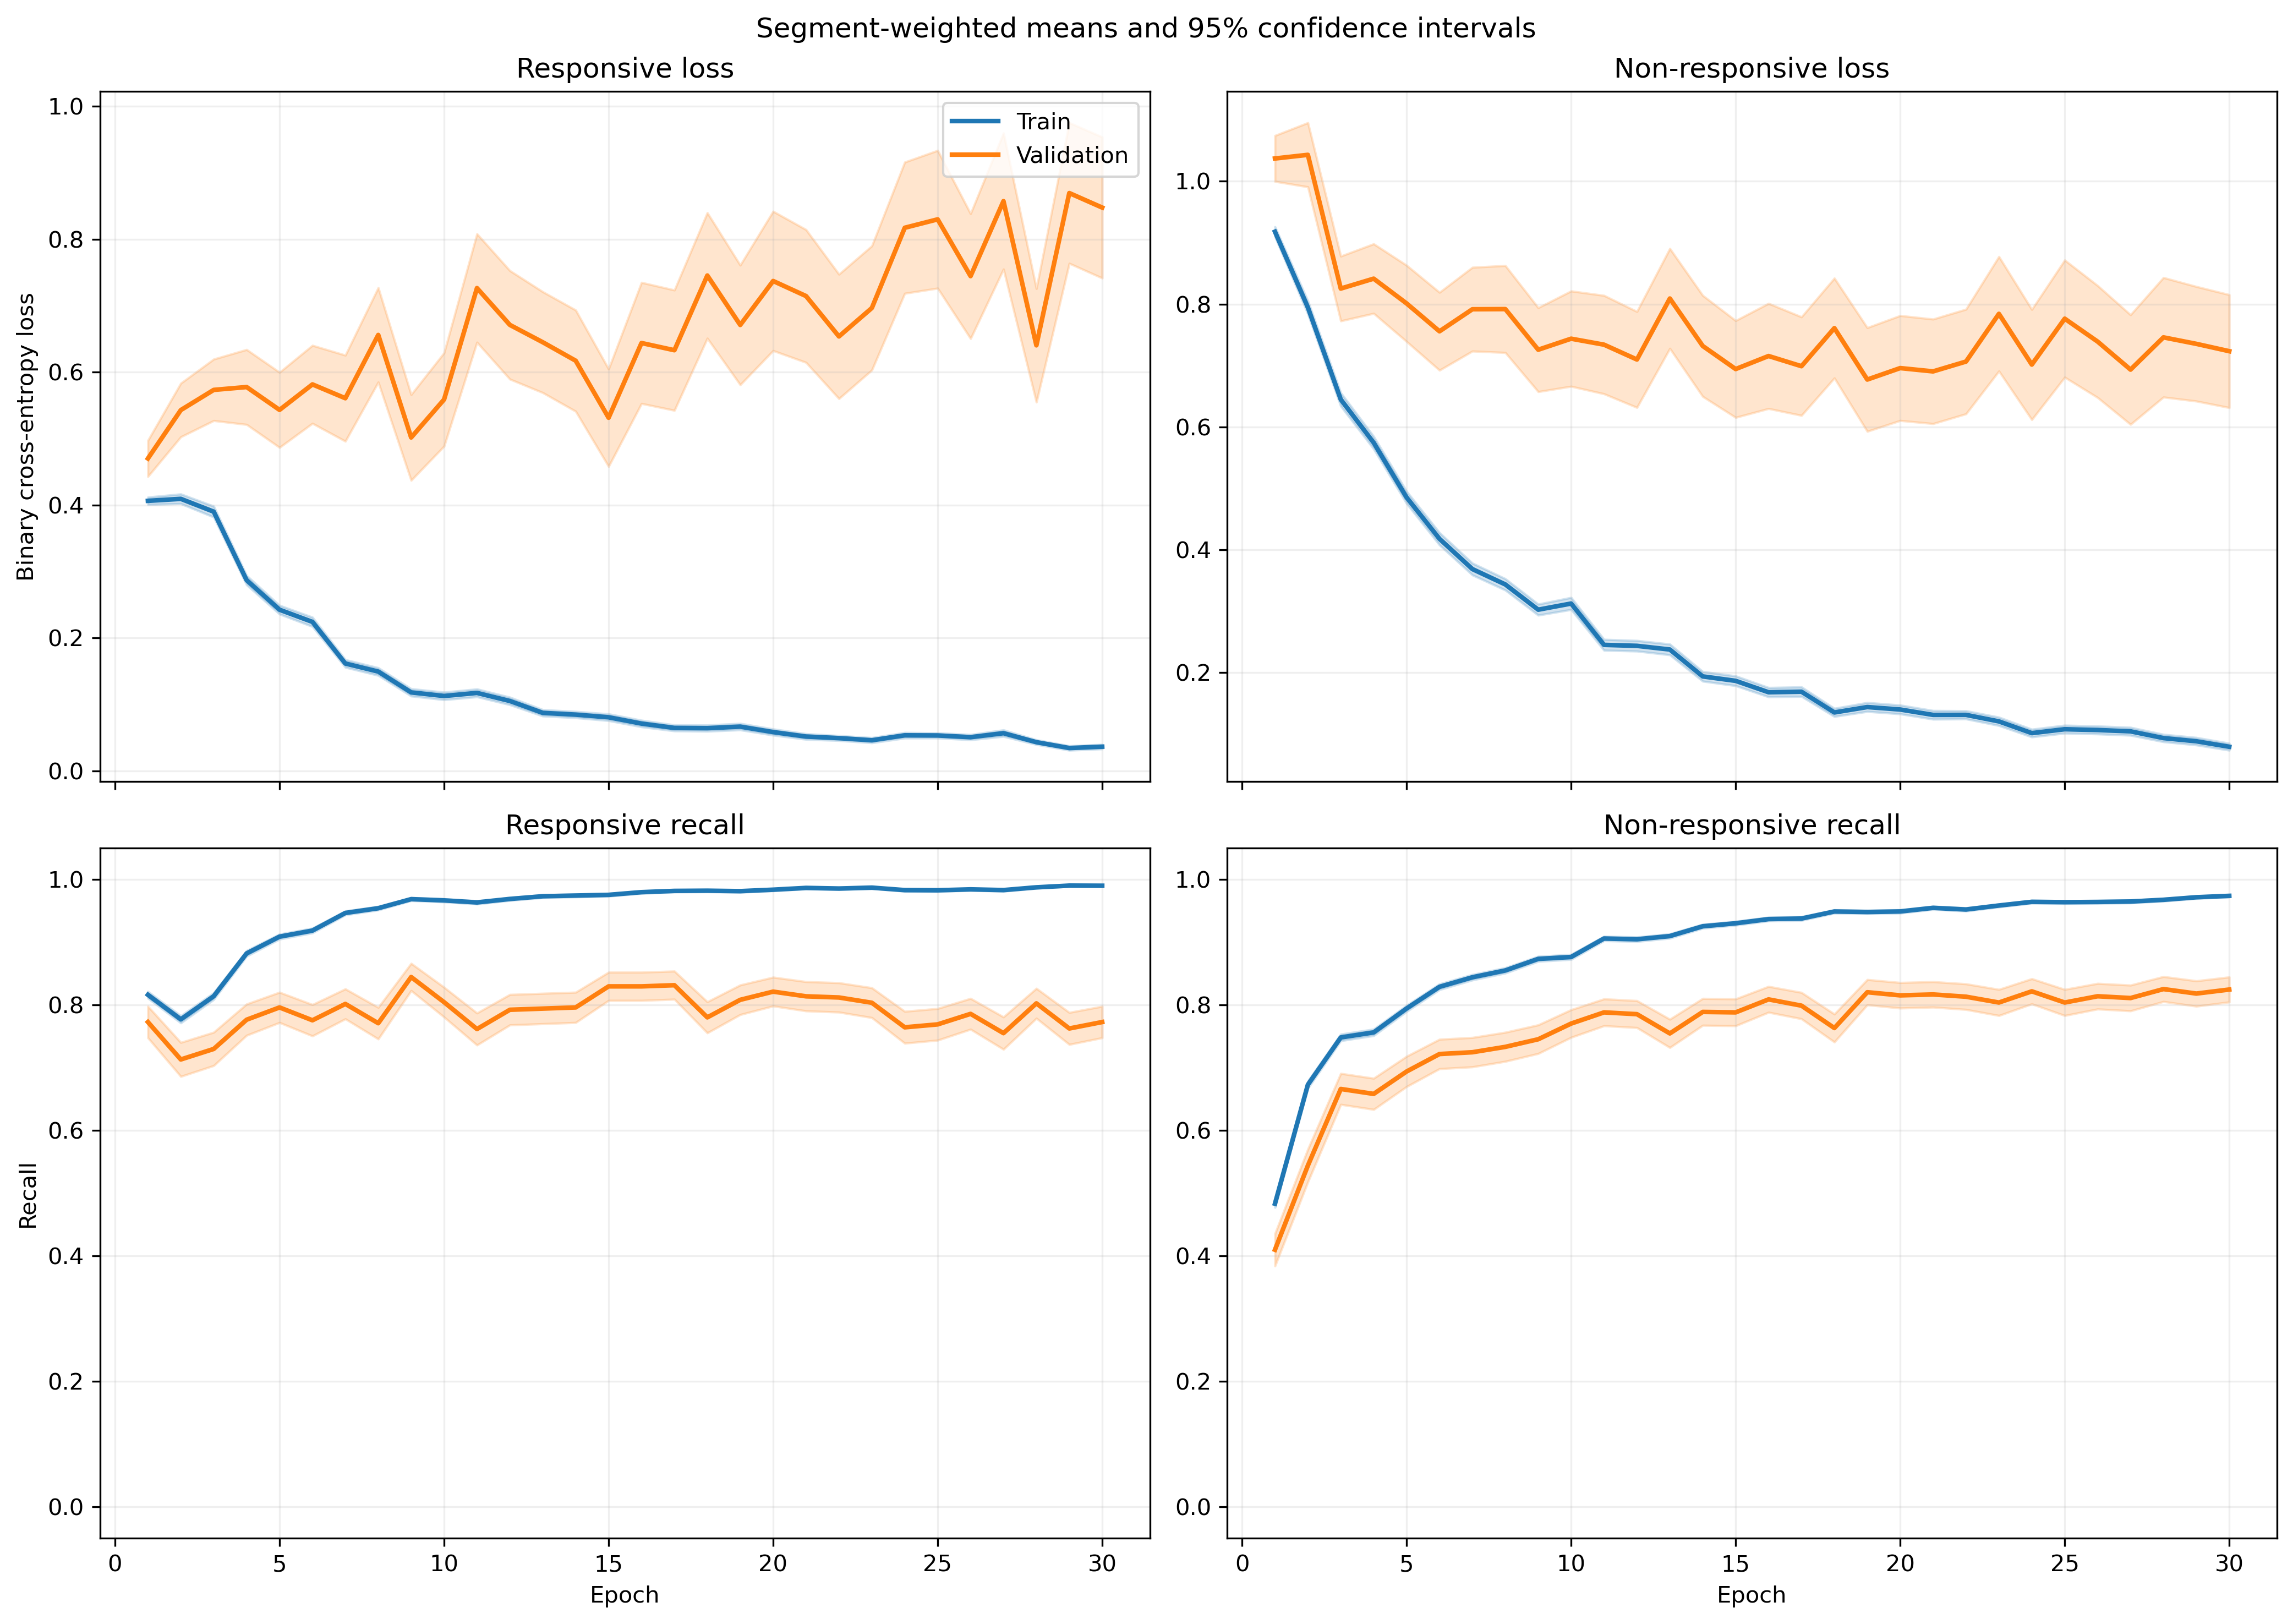 Segment-weighted means and 95% confidence intervals
Responsive loss
Non-responsive loss
Train
Validation
Binary cross-entropy loss
1.0
0.8
0.6
0.4
0.2
0.0
1.0
0.8
0.6
0.4
0.2
Responsive recall
Non-responsive recall
Recall
1.0
0.8
0.6
0.4
0.2
0.0
1.0
0.8
0.6
0.4
0.2
0.0
0 5 10 15 20 25 30
0 5 10 15 20 25 30
Epoch
Epoch